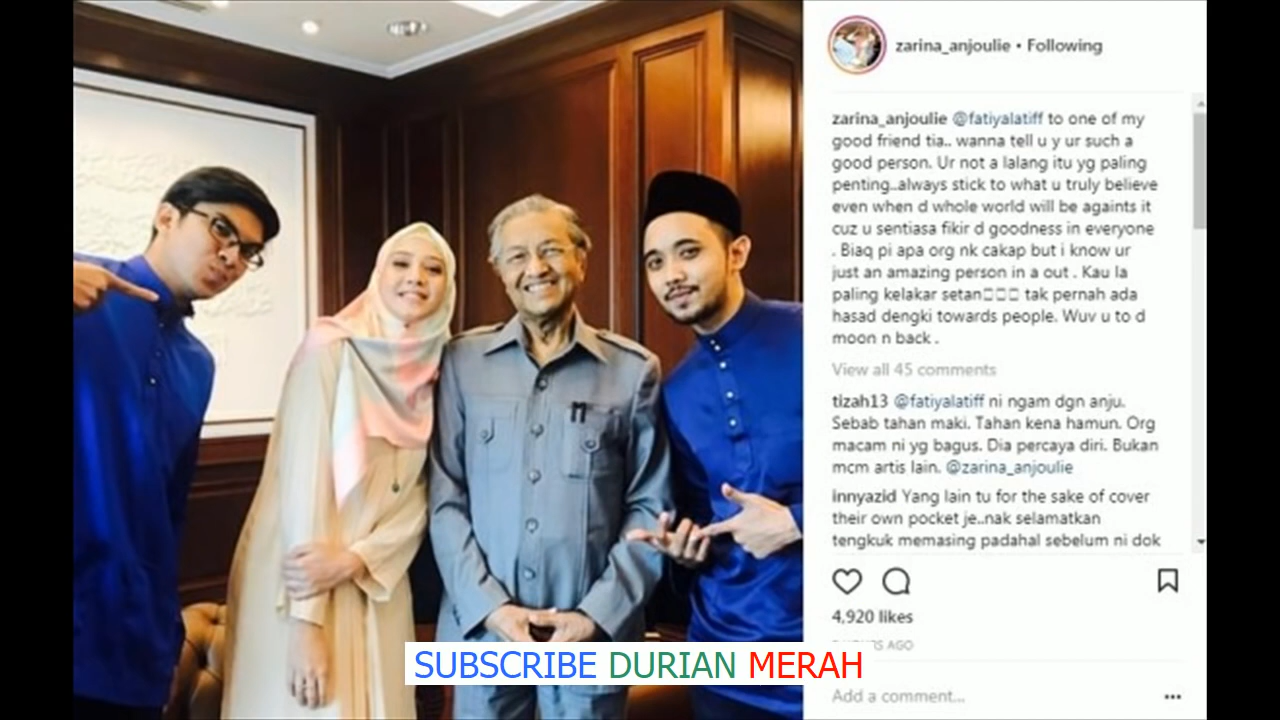 zarina_anjoulie • Following
zarina_anjoulie @fatiyalatiff to one of my
good friend tia.. wanna tell u y ur such a
good person. Ur not a lalang itu yg paling
penting..always stick to what u truly believe
even when d whole world will be againts it
cuz u sentiasa fikir d goodness in everyone
. Biaq pi apa org nk cakap but i know ur
just an amazing person in a out . Kau la
paling kelakar setan□□□ tak pernah ada
hasad dengki towards people. Wuv u to d
moon n back .
View all 45 comments
tizah13 @fatiyalatiff ni ngam dgn anju.
Sebab tahan maki. Tahan kena hamun. Org
macam ni yg bagus. Dia percaya diri. Bukan
mcm artis lain. @zarina_anjoulie
innyazid Yang lain tu for the sake of cover
their own pocket je..nak selamatkan
tengkuk memasing padahal sebelum ni dok
4,920 likes
AGO
Add a comment...
SUBSCRIBE DURIAN MERAH